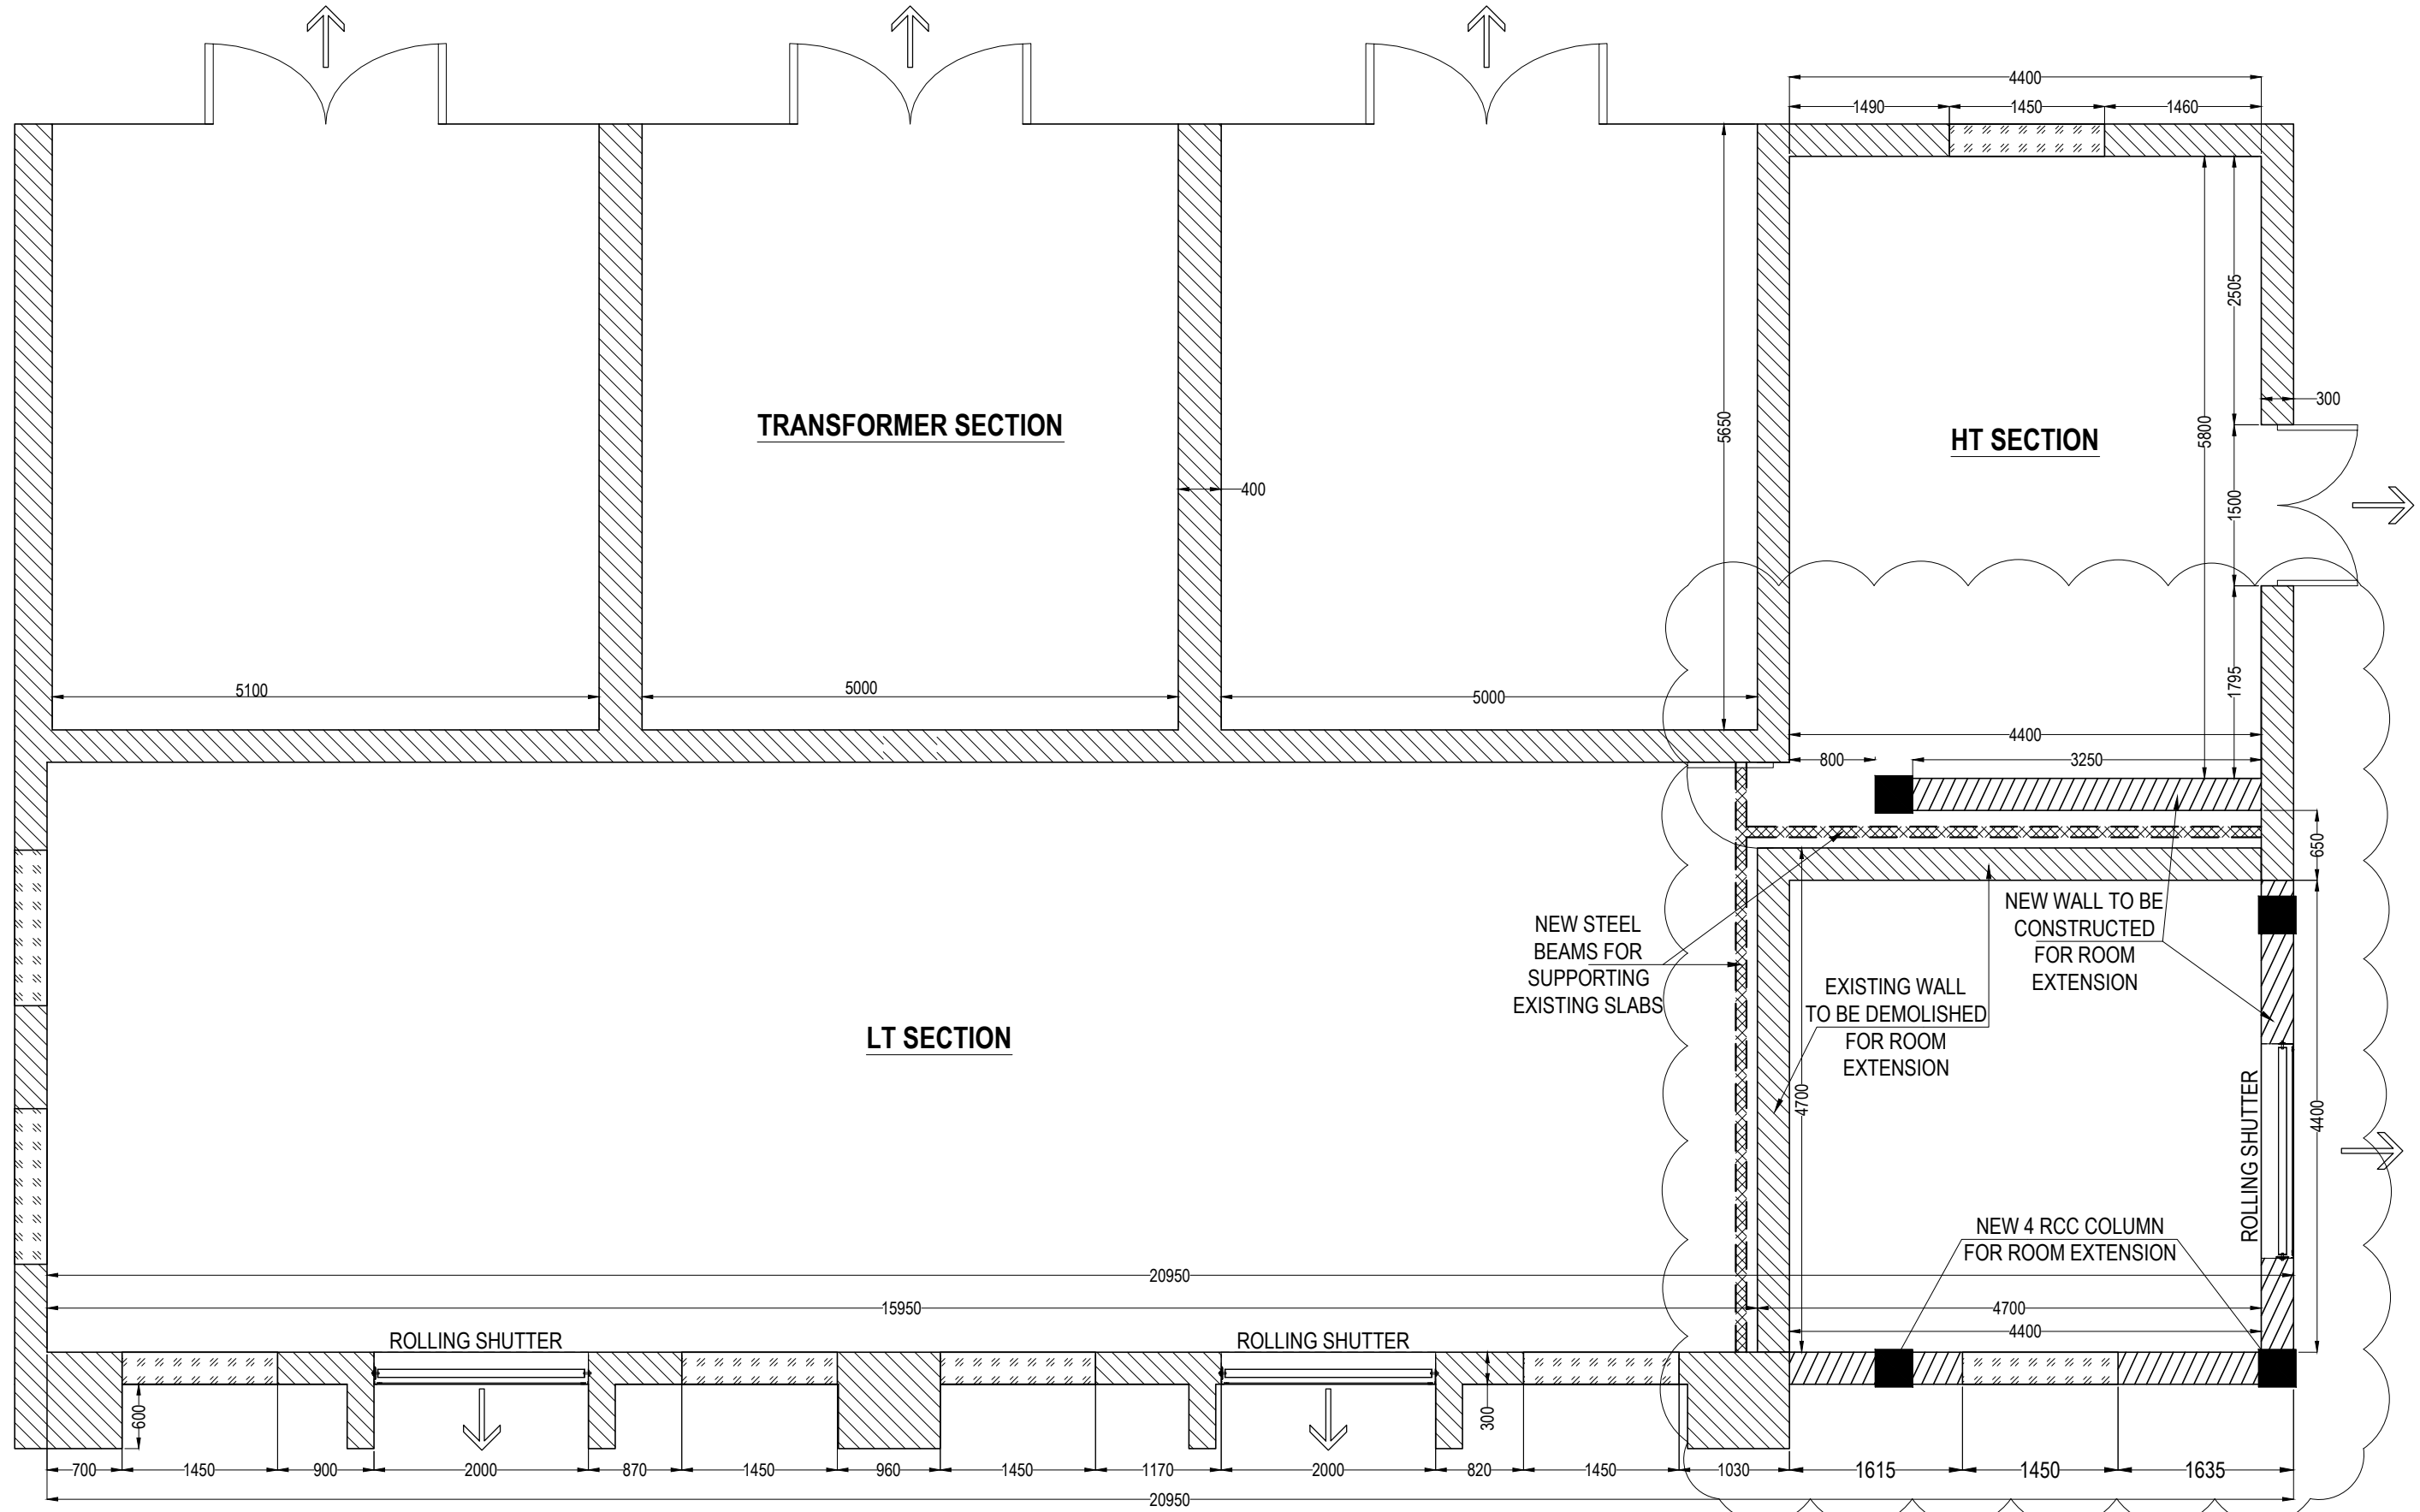 4400
1490
1450
1460
2505
300
TRANSFORMER SECTION
5650
HT SECTION
5800
400
1500
5100
5000
5000
1795
4400
800
3250
650
NEW STEEL
BEAMS FOR
SUPPORTING
EXISTING SLABS
NEW WALL TO BE
CONSTRUCTED
FOR ROOM
EXTENSION
EXISTING WALL
TO BE DEMOLISHED
FOR ROOM
EXTENSION
LT SECTION
4700
4400
ROLLING SHUTTER
NEW 4 RCC COLUMN
FOR ROOM EXTENSION
20950
15950
4700
4400
ROLLING SHUTTER
ROLLING SHUTTER
600
300
700
1450
900
2000
870
1450
960
1450
1170
2000
820
1450
1030
1615
1450
1635
20950